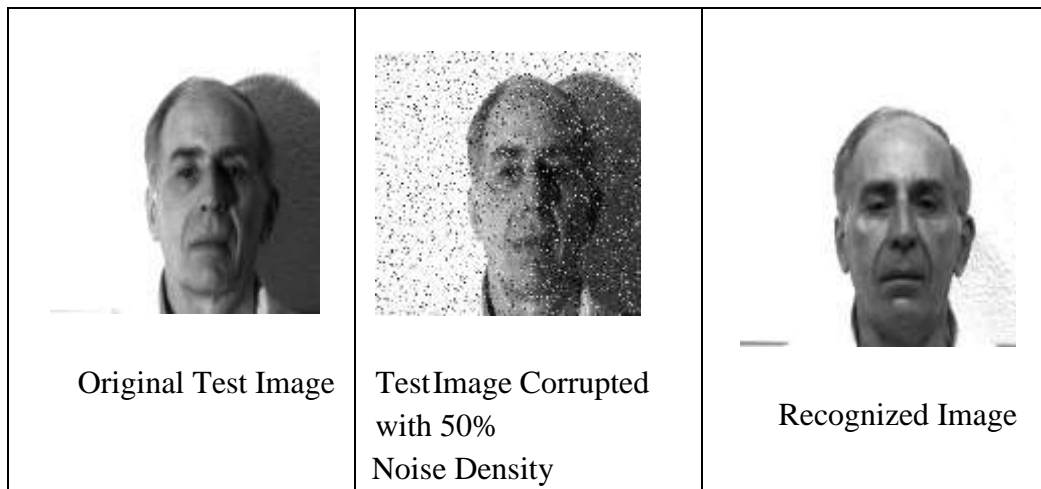 Original Test Image
TestImage Corrupted
with 50%
Noise Density
Recognized Image